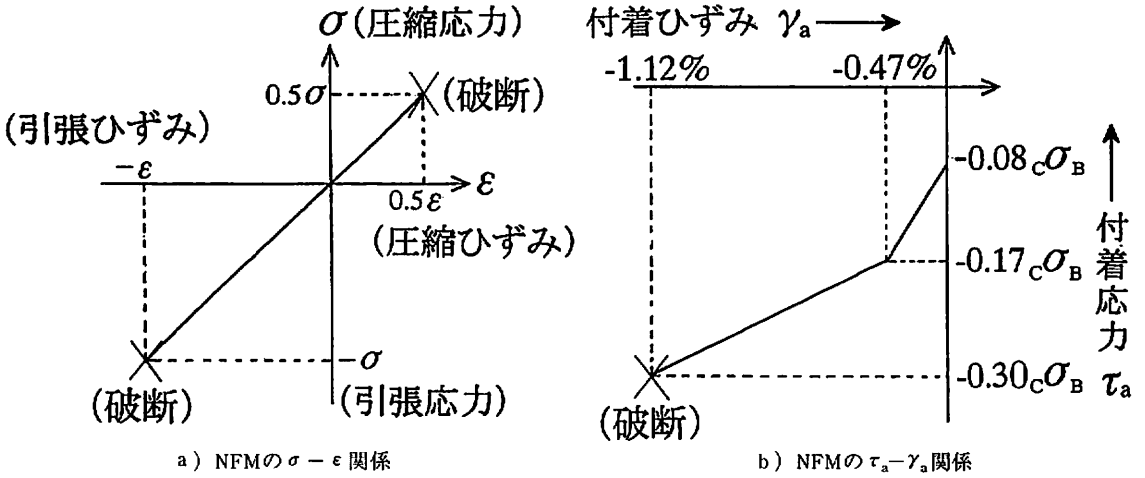 σ(圧縮応力)
0.5σ
(破断)
(引張ひずみ)
-ε
ε
0.5ε
(圧縮ひずみ)
-σ
(破断)
(引張応力)
a) NFMのσ-ε関係
付着ひずみ γa
-1.12%
-0.47%
-0.08cσB
-0.17cσB
-0.30cσB
付着応力 τa
(破断)
b) NFMのτa-γa関係